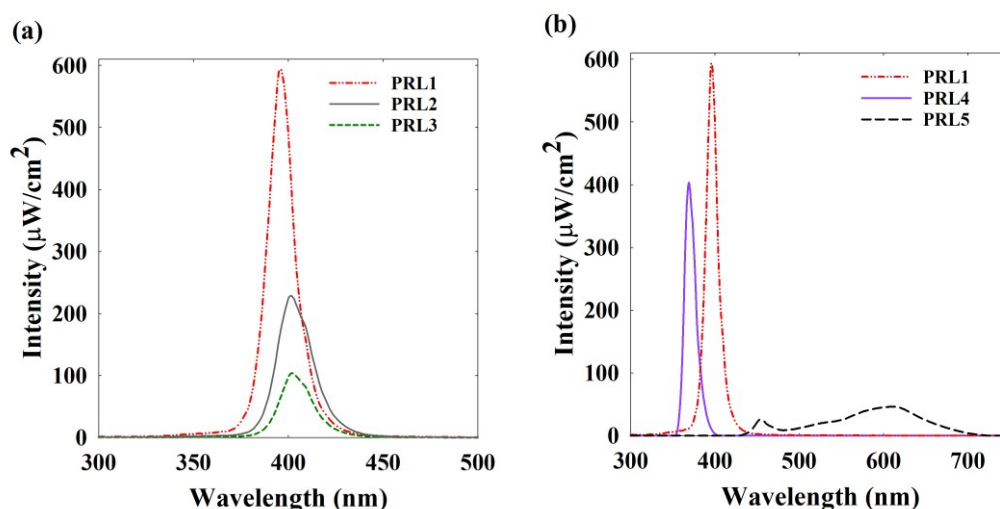 (a)
600
500
400
300
200
100
0
Intensity (μW/cm²)
PRL1
PRL2
PRL3
300 350 400 450 500
Wavelength (nm)
(b)
600
500
400
300
200
100
0
Intensity (μW/cm²)
PRL1
PRL4
PRL5
300 400 500 600 700
Wavelength (nm)